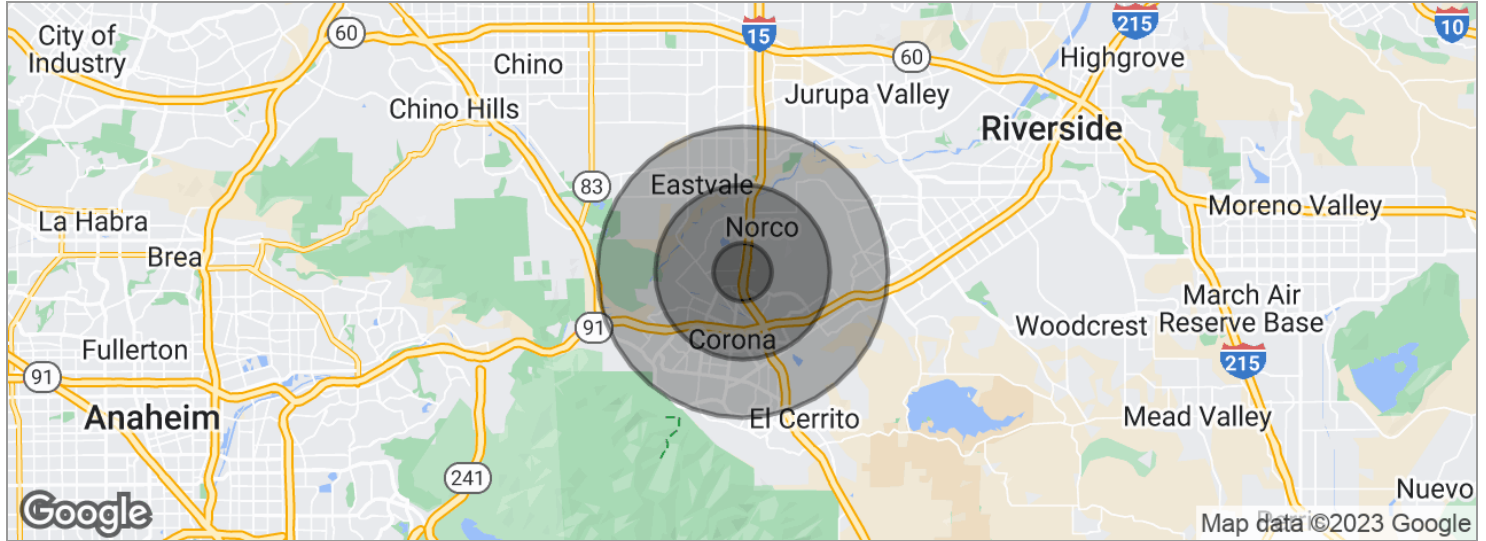 City of
Industry
60
15
215
10
Highgrove
60
Chino
Jurupa Valley
Chino Hills
Riverside
83
Eastvale
Norco
Moreno Valley
La Habra
Brea
91
Corona
Woodcrest
March Air
Reserve Base
Fullerton
215
91
Anaheim
El Cerrito
Mead Valley
241
Nuevo
Google
Map data ©2023 Google